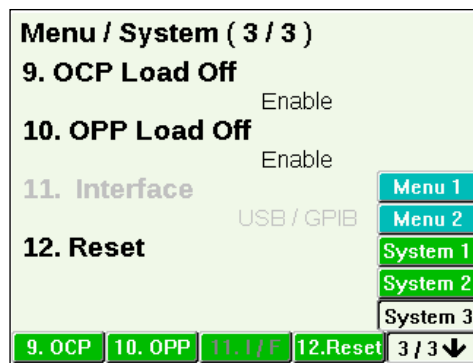 Menu / System ( 3 / 3 )
9. OCP Load Off
Enable
10. OPP Load Off
Enable
11. Interface
Menu 1
USB / GPIB
Menu 2
12. Reset
System 1
System 2
System 3
9. OCP
10. OPP
11. I / F
12.Reset
3 / 3 🡫